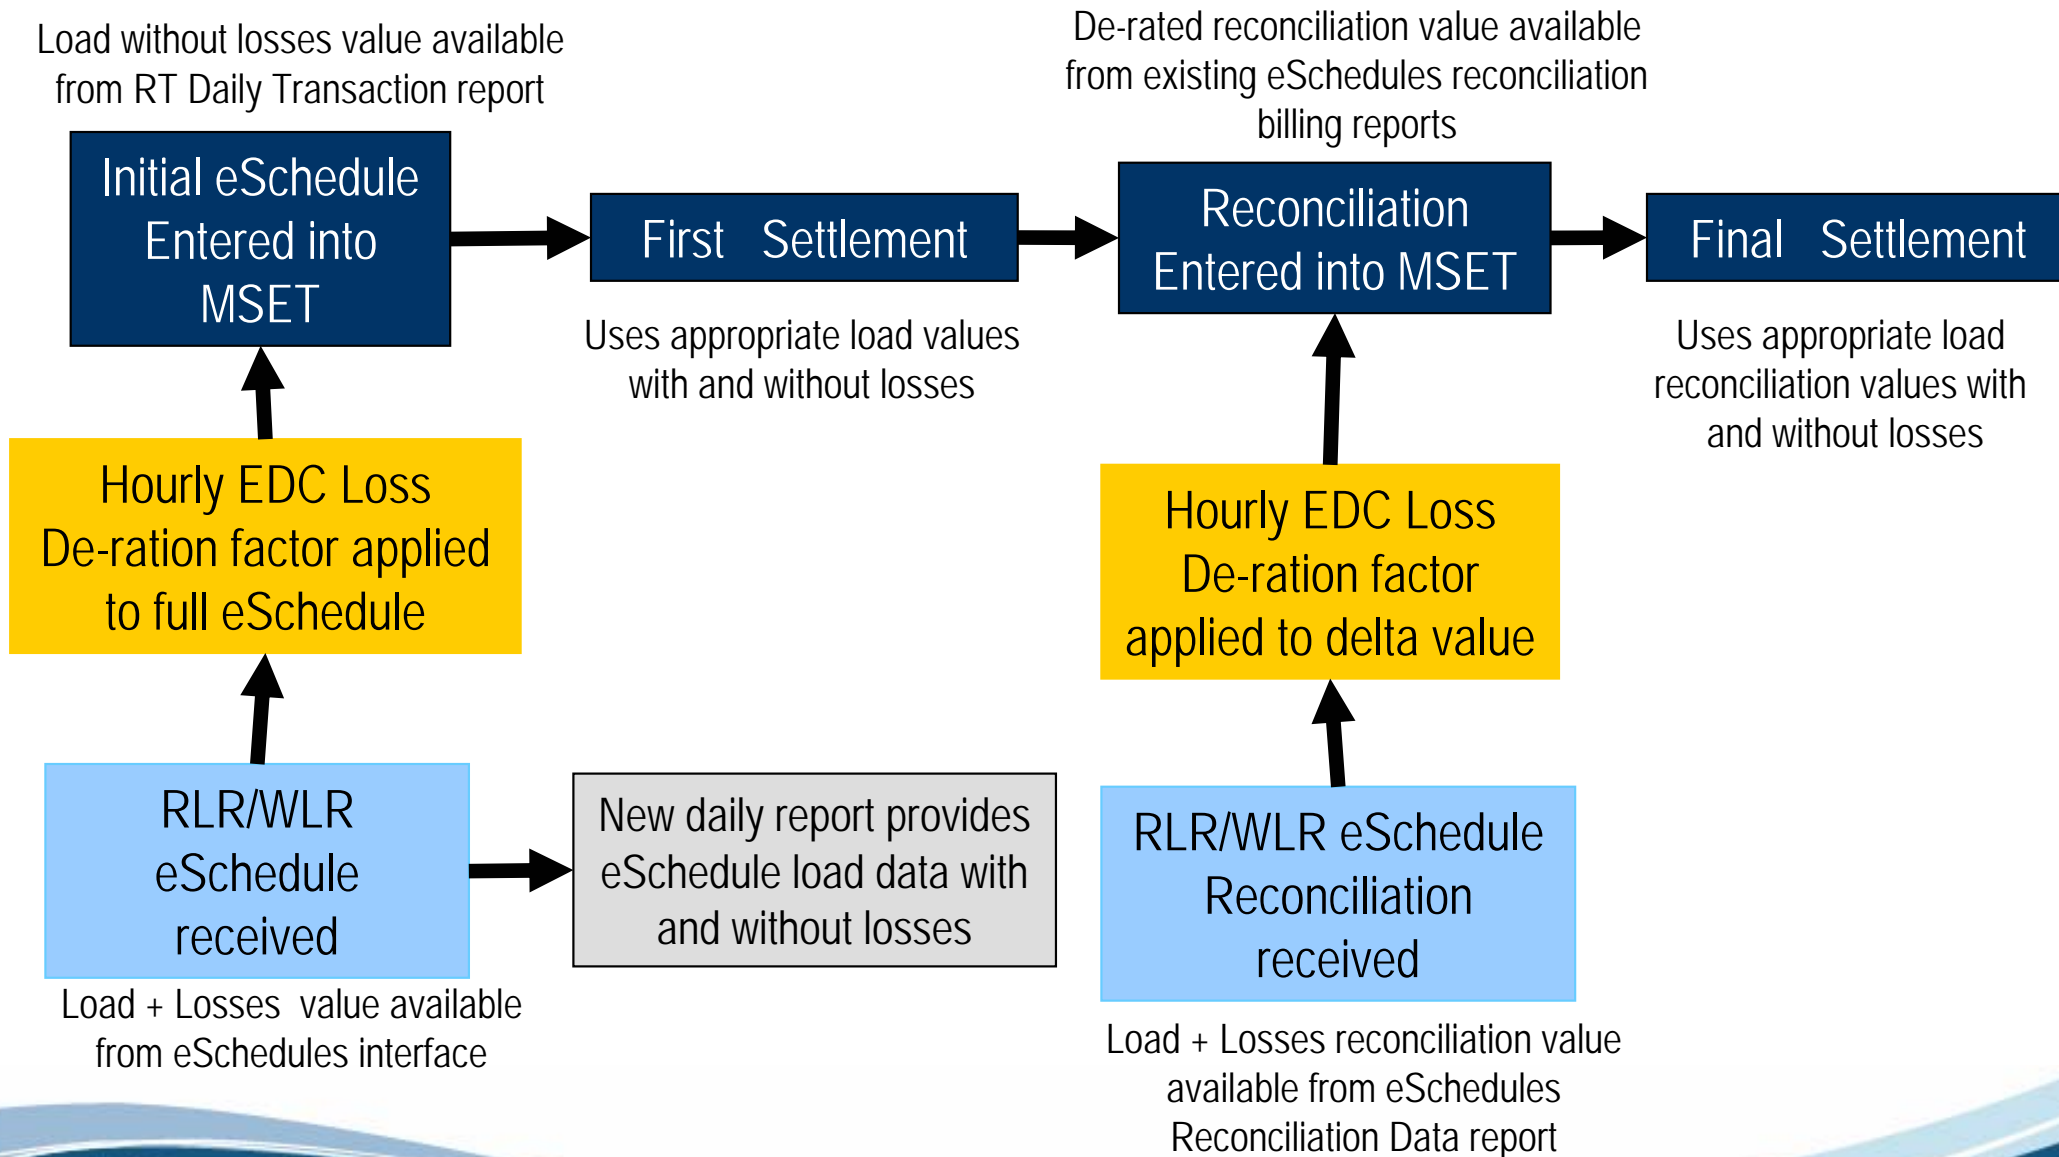 Load without losses value available
from RT Daily Transaction report
De-rated reconciliation value available
from existing eSchedules reconciliation
billing reports
Initial eSchedule
Entered into
MSET
First Settlement
Reconciliation
Entered into MSET
Final Settlement
Uses appropriate load values
with and without losses
Uses appropriate load
reconciliation values with
and without losses
Hourly EDC Loss
De-ration factor applied
to full eSchedule
Hourly EDC Loss
De-ration factor
applied to delta value
RLR/WLR
eSchedule
received
New daily report provides
eSchedule load data with
and without losses
RLR/WLR eSchedule
Reconciliation
received
Load + Losses value available
from eSchedules interface
Load + Losses reconciliation value
available from eSchedules
Reconciliation Data report